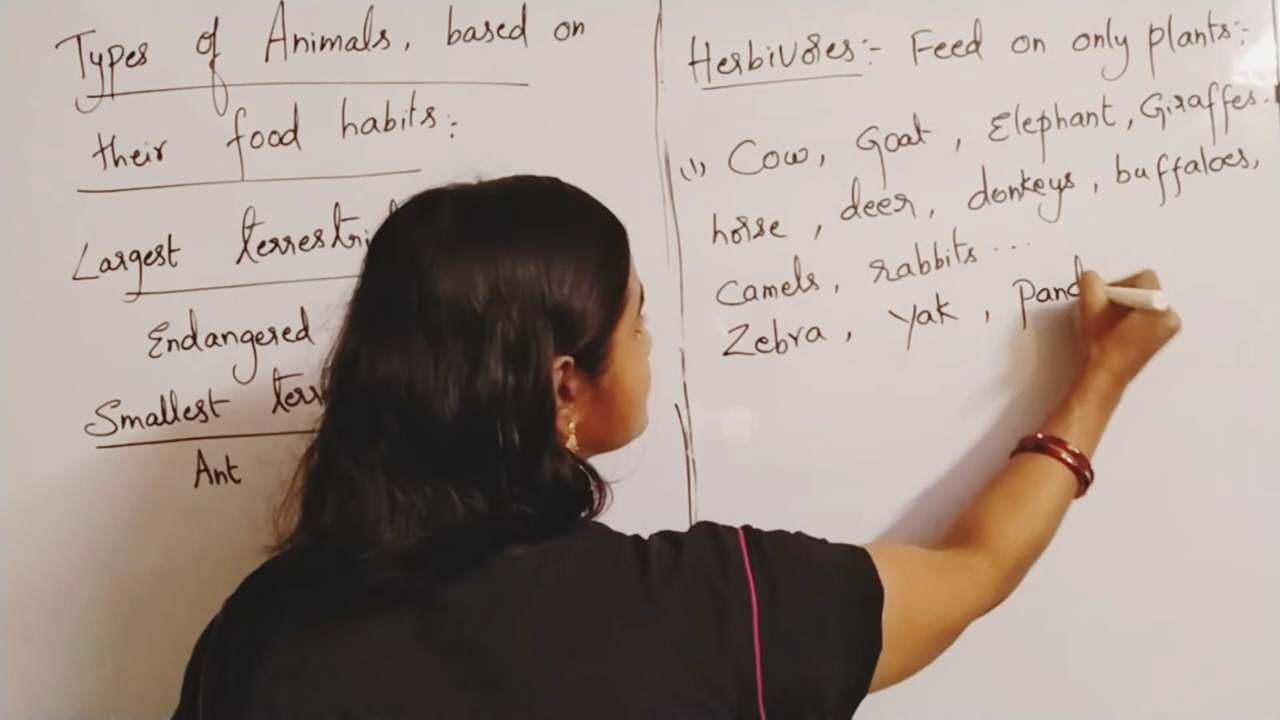 Types of Animals, based on
their food habits:
Largest
Endangered
Smallest
Ant
Herbivores:- Feed on only plants:-
(1) Cow, Goat, Elephant, Giraffes.
horse, deer, donkeys, buffaloes,
Camels, rabbits ...
Zebra, Yak, Pand